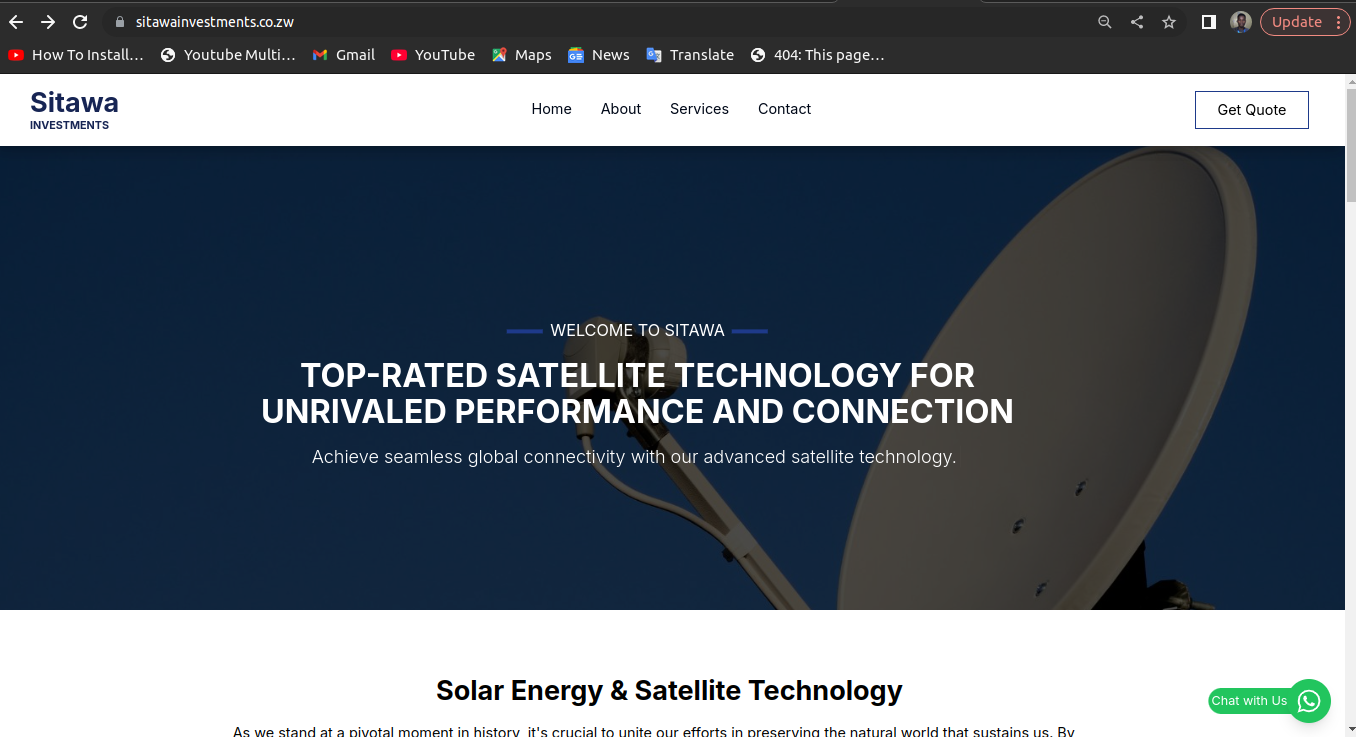 sitawainvestments.co.zw
Update
How To Install…
Youtube Multi…
Gmail
YouTube
Maps
News
Translate
404: This page…
Sitawa
INVESTMENTS
Home
About
Services
Contact
Get Quote
WELCOME TO SITAWA
TOP-RATED SATELLITE TECHNOLOGY FOR
UNRIVALED PERFORMANCE AND CONNECTION
Achieve seamless global connectivity with our advanced satellite technology.
Solar Energy & Satellite Technology
Chat with Us
As we stand at a pivotal moment in history, it's crucial to unite our efforts in preserving the natural world that sustains us. By